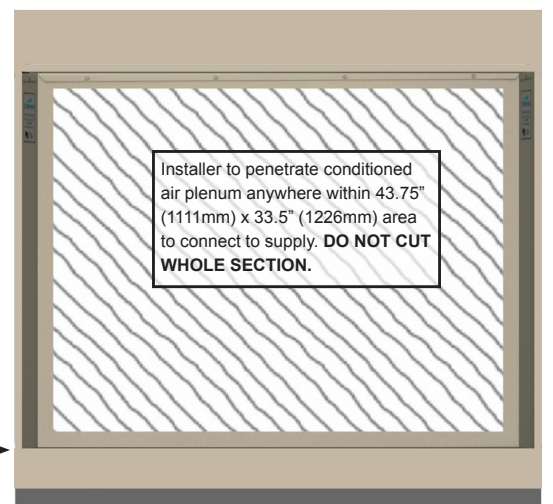 Installer to penetrate conditioned
air plenum anywhere within 43.75”
(1111mm) x 33.5” (1226mm) area
to connect to supply. DO NOT CUT
WHOLE SECTION.